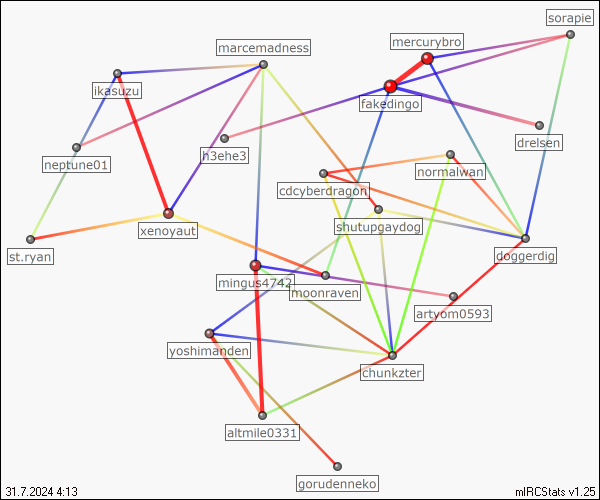 sorapie
mercurybro
marcemadness
ikasuzu
fakedingo
drelsen
h3ehe3
neptune01
normalwan
cdcyberdragon
shutupgaydog
xenoyaut
st.ryan
doggerdig
mingus4742
moonraven
artyom0593
yoshimanden
chunkzter
altmile0331
gorudenneko
31.7.2024 4:13
mIRCStats v1.25